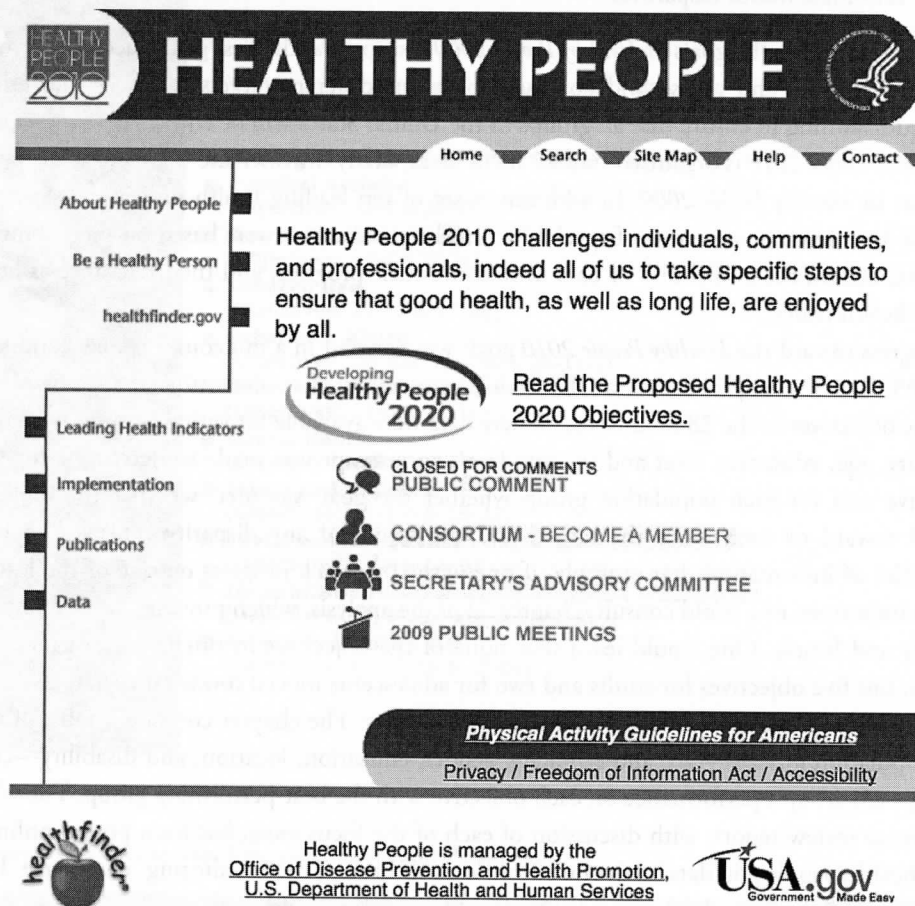 HEALTHY
PEOPLE
2010
HEALTHY PEOPLE
Home Search Site Map Help Contact
About Healthy People
Be a Healthy Person
healthfinder.gov
Leading Health Indicators
Implementation
Publications
Data
Healthy People 2010 challenges individuals, communities,
and professionals, indeed all of us to take specific steps to
ensure that good health, as well as long life, are enjoyed
by all.
Developing
Healthy People
2020
Read the Proposed Healthy People
2020 Objectives.
CLOSED FOR COMMENTS
PUBLIC COMMENT
CONSORTIUM - BECOME A MEMBER
SECRETARY'S ADVISORY COMMITTEE
2009 PUBLIC MEETINGS
Physical Activity Guidelines for Americans
Privacy / Freedom of Information Act / Accessibility
healthfinder
Healthy People is managed by the
Office of Disease Prevention and Health Promotion,
U.S. Department of Health and Human Services
USA.gov
Government Made Easy